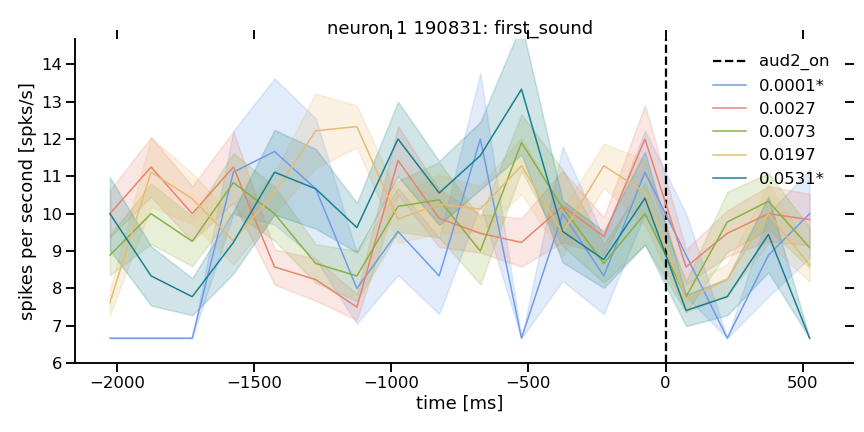 neuron 1 190831: first_sound
spikes per second [spks/s]
14
13
12
11
10
9
8
7
6
aud2_on
0.0001*
0.0027
0.0073
0.0197
0.0531*
−2000 −1500 −1000 −500 0 500
time [ms]